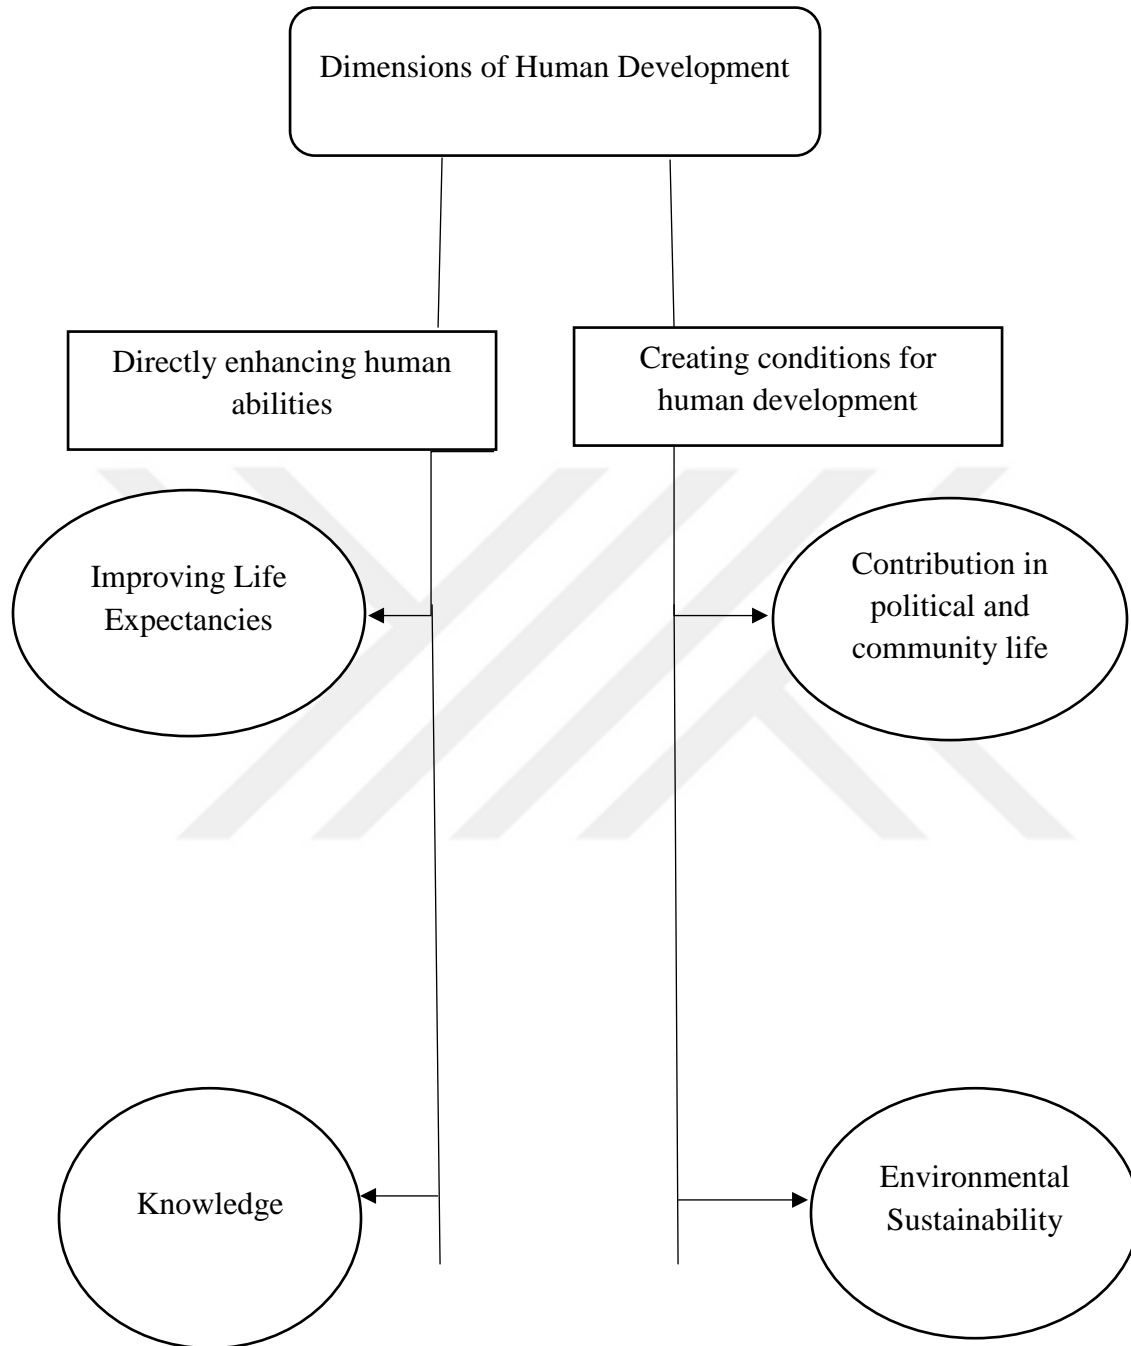 Dimensions of Human Development
Directly enhancing human
abilities
Creating conditions for
human development
Improving Life
Expectancies
Contribution in
political and
community life
Knowledge
Environmental
Sustainability